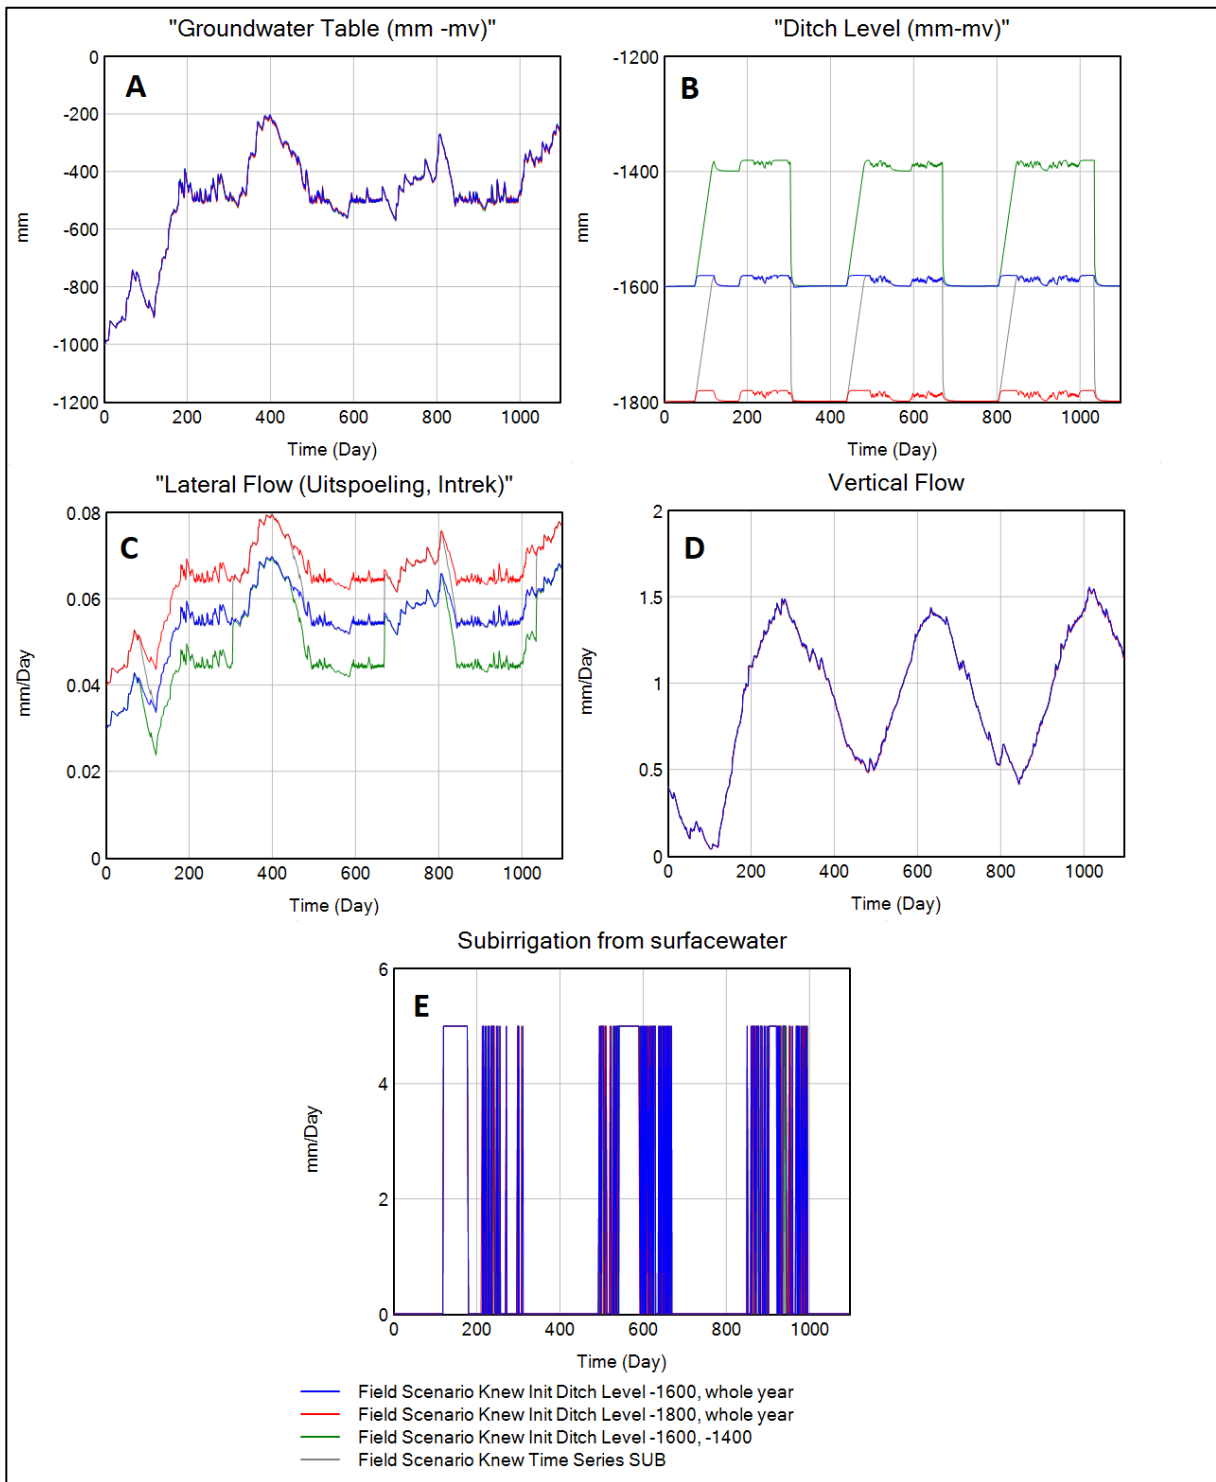 "Groundwater Table (mm -mv)"
0
-200
-400
-600
-800
-1000
-1200
mm
A
0 200 400 600 800 1000
Time (Day)
"Ditch Level (mm-mv)"
-1200
-1400
-1600
-1800
mm
B
0 200 400 600 800 1000
Time (Day)
"Lateral Flow (Uitspoeling, Intrek)"
0.08
0.06
0.04
0.02
0
mm/Day
C
0 200 400 600 800 1000
Time (Day)
Vertical Flow
2
1.5
1
0.5
0
mm/Day
D
0 200 400 600 800 1000
Time (Day)
Subirrigation from surfacewater
6
4
2
0
mm/Day
E
0 200 400 600 800 1000
Time (Day)
Field Scenario Knew Init Ditch Level -1600, whole year
Field Scenario Knew Init Ditch Level -1800, whole year
Field Scenario Knew Init Ditch Level -1600, -1400
Field Scenario Knew Time Series SUB